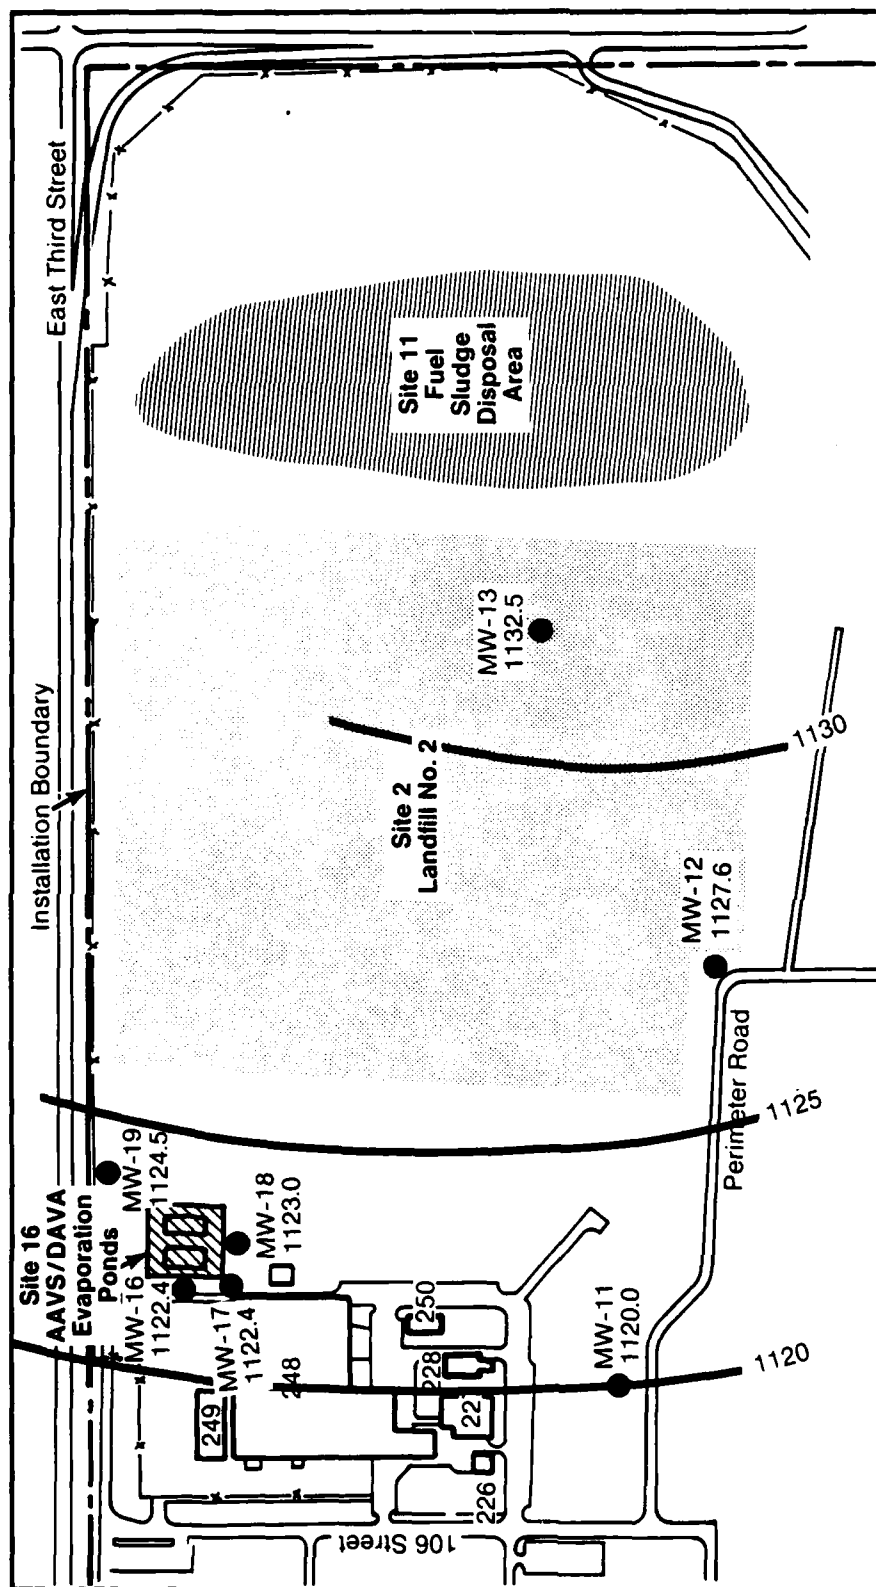 East Third Street
Installation Boundary
Site 11
Fuel
Sludge
Disposal
Area
MW-13
1132.5
1130
Site 2
Landfill No. 2
MW-12
1127.6
Perimeter Road
1125
MW-19
1124.5
Site 16
AAVS/DAVA
Evaporation
Ponds
MW-18
1123.0
MW-16
1122.4
MW-17
1122.4
248
249
250
228
22
226
MW-11
1120.0
1120
106 Street